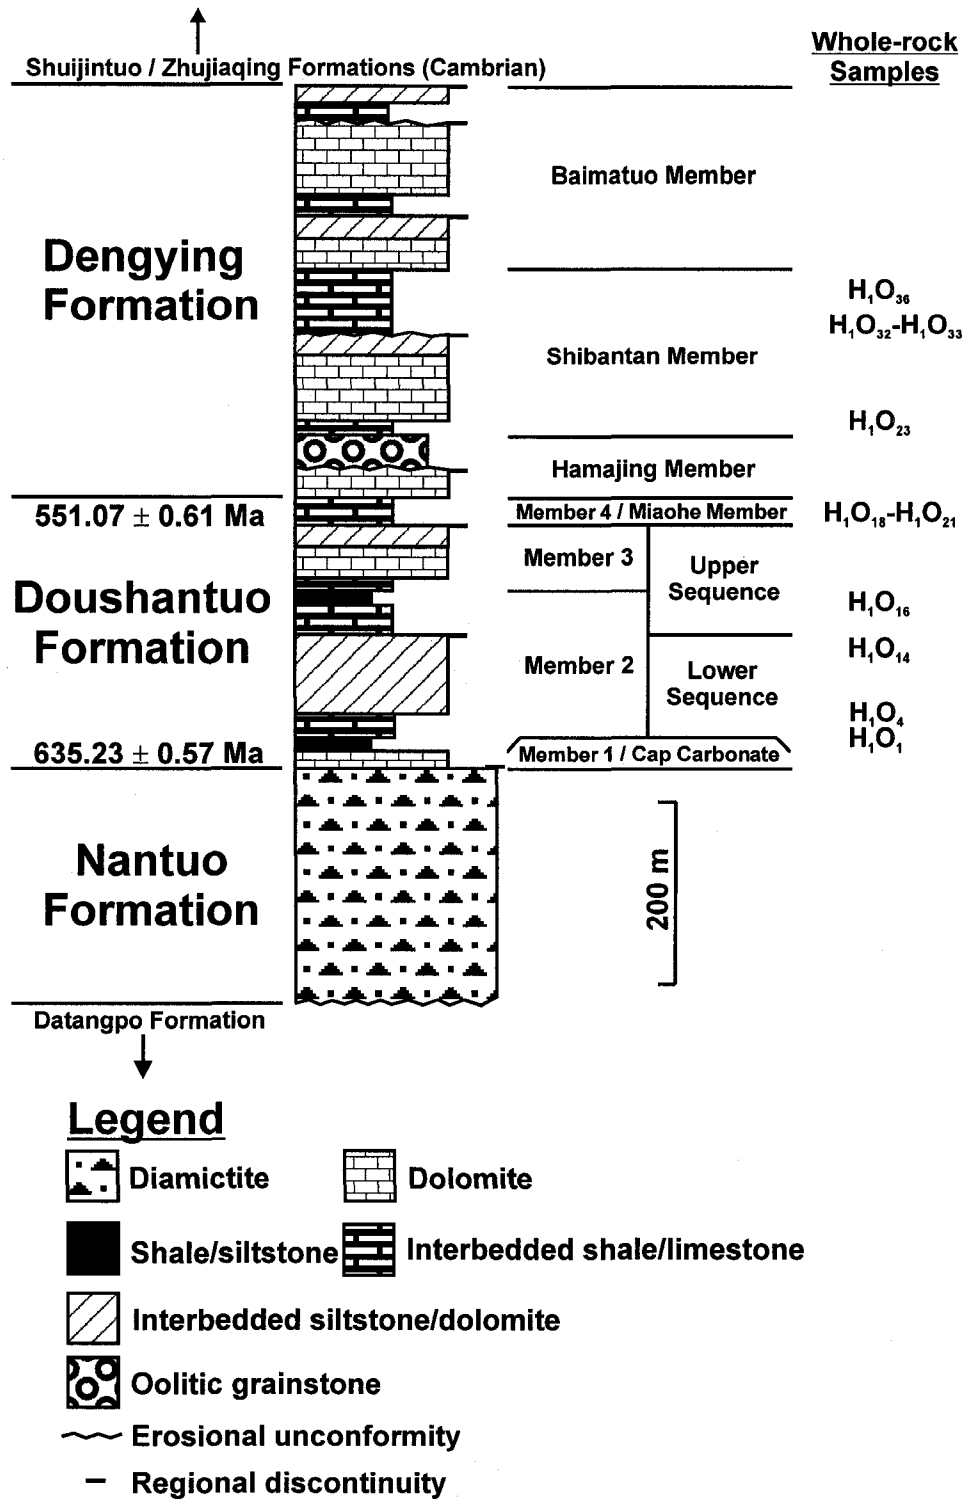 Shuijintuo / Zhujiaqing Formations (Cambrian)
Whole-rock
Samples
Dengying
Formation
Baimatuo Member
Shibantan Member
Hamajing Member
H₁O₃₆
H₁O₃₂-H₁O₃₃
H₁O₂₃
551.07 ± 0.61 Ma
Member 4 / Miaohe Member
H₁O₁₈-H₁O₂₁
Doushantuo
Formation
Member 3
Member 2
Upper
Sequence
Lower
Sequence
H₁O₁₆
H₁O₁₄
H₁O₄
H₁O₁
635.23 ± 0.57 Ma
Member 1 / Cap Carbonate
Nantuo
Formation
200 m
Datangpo Formation
Legend
Diamictite
Dolomite
Shale/siltstone
Interbedded shale/limestone
Interbedded siltstone/dolomite
Oolitic grainstone
Erosional unconformity
Regional discontinuity